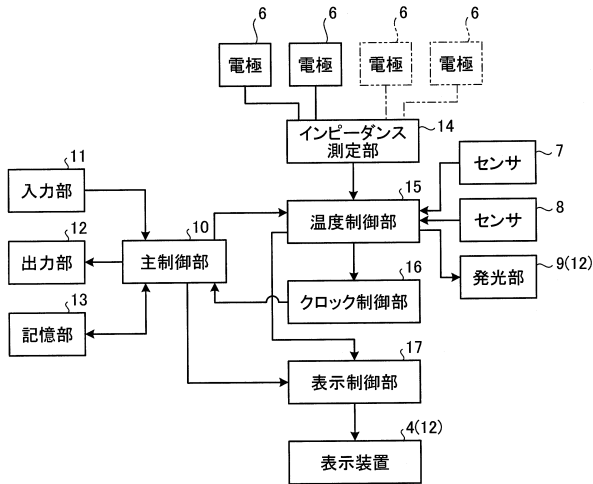 6
6
6
6
電極
電極
電極
電極
インピーダンス
測定部
14
センサ
7
センサ
8
11
入力部
15
温度制御部
10
主制御部
12
出力部
発光部
9(12)
16
クロック制御部
13
記憶部
17
表示制御部
4(12)
表示装置